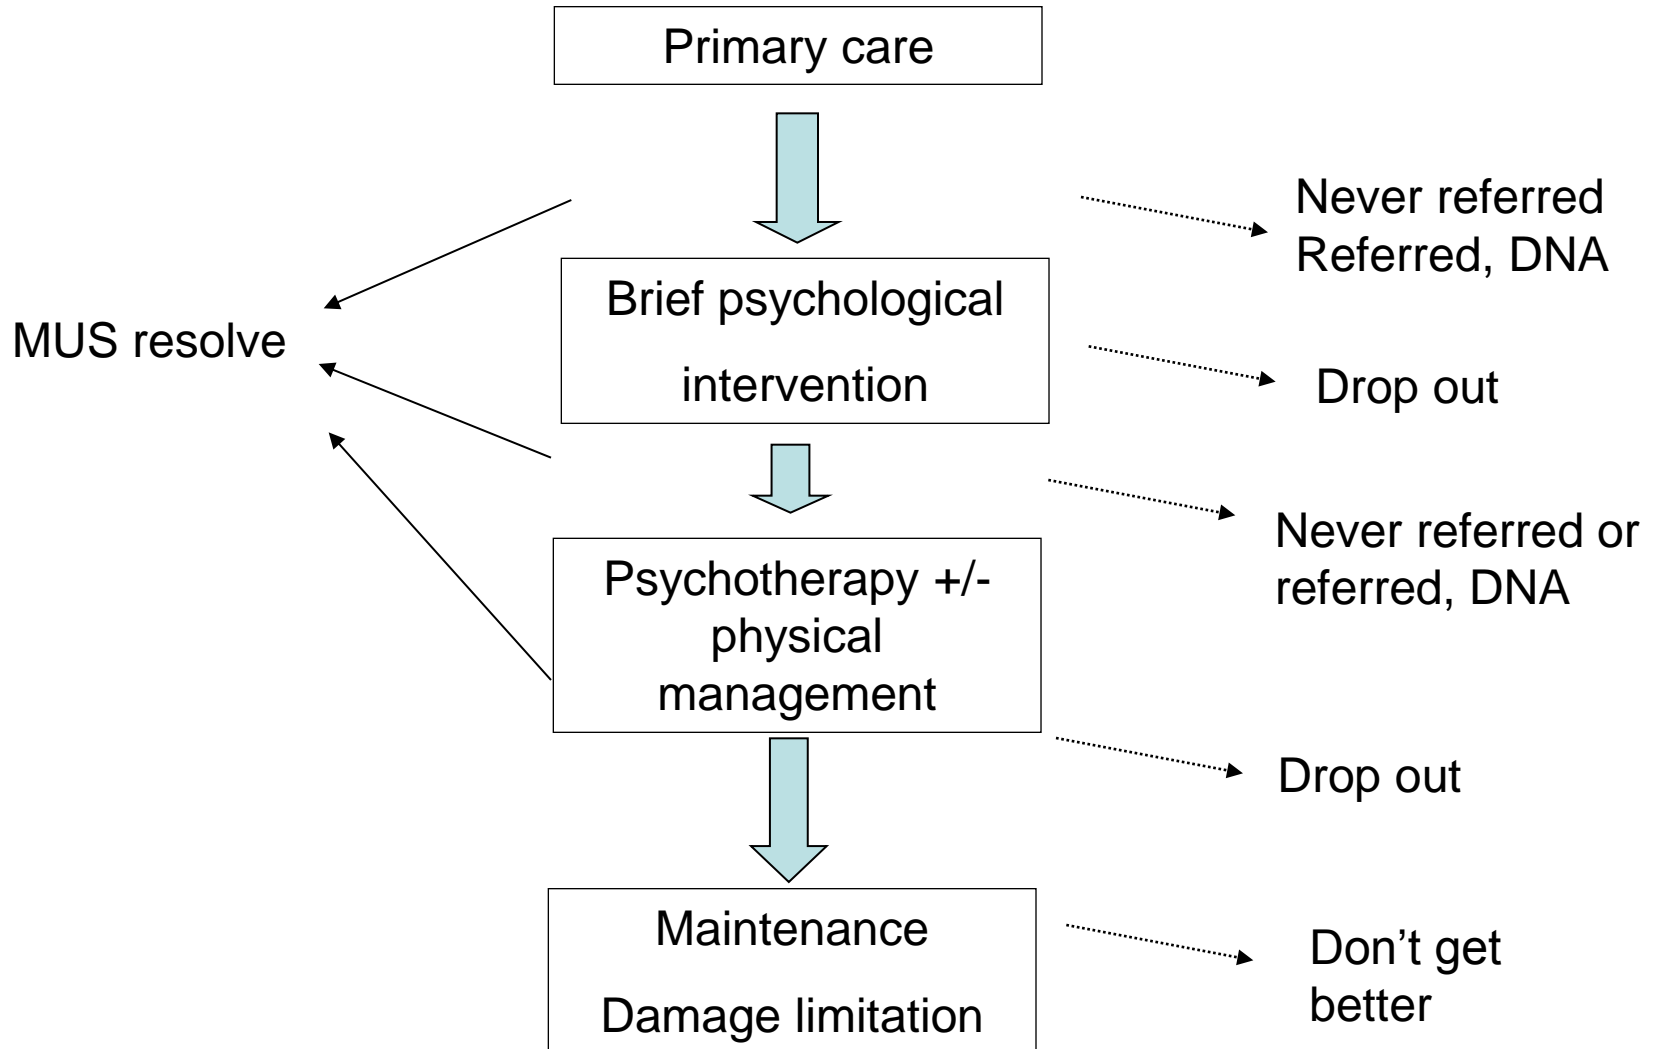 Primary care
Never referred
Referred, DNA
Brief psychological
intervention
MUS resolve
Drop out
Never referred or
referred, DNA
Psychotherapy +/-
physical
management
Drop out
Maintenance
Damage limitation
Don’t get
better